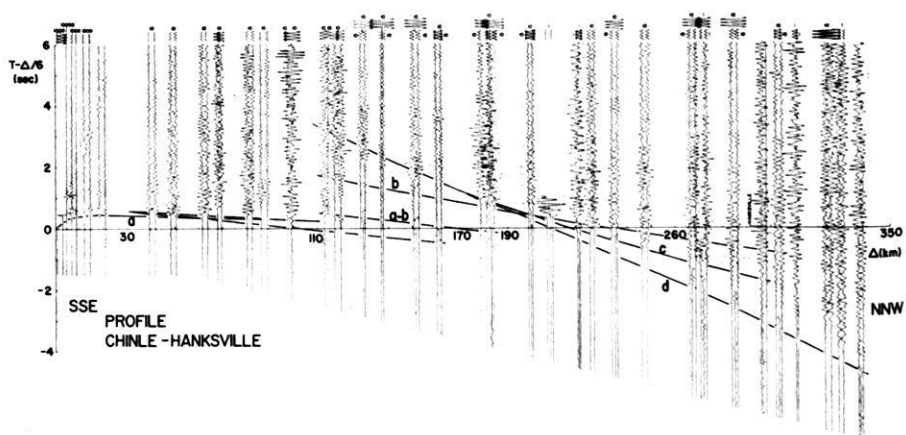 6
T-Δ/6
(sec)
4
2
b
a
a-b
0
30
110
170
190
260
350
c
Δ(km)
-2
d
SSE
NNW
PROFILE
CHINLE-HANKSVILLE
-4